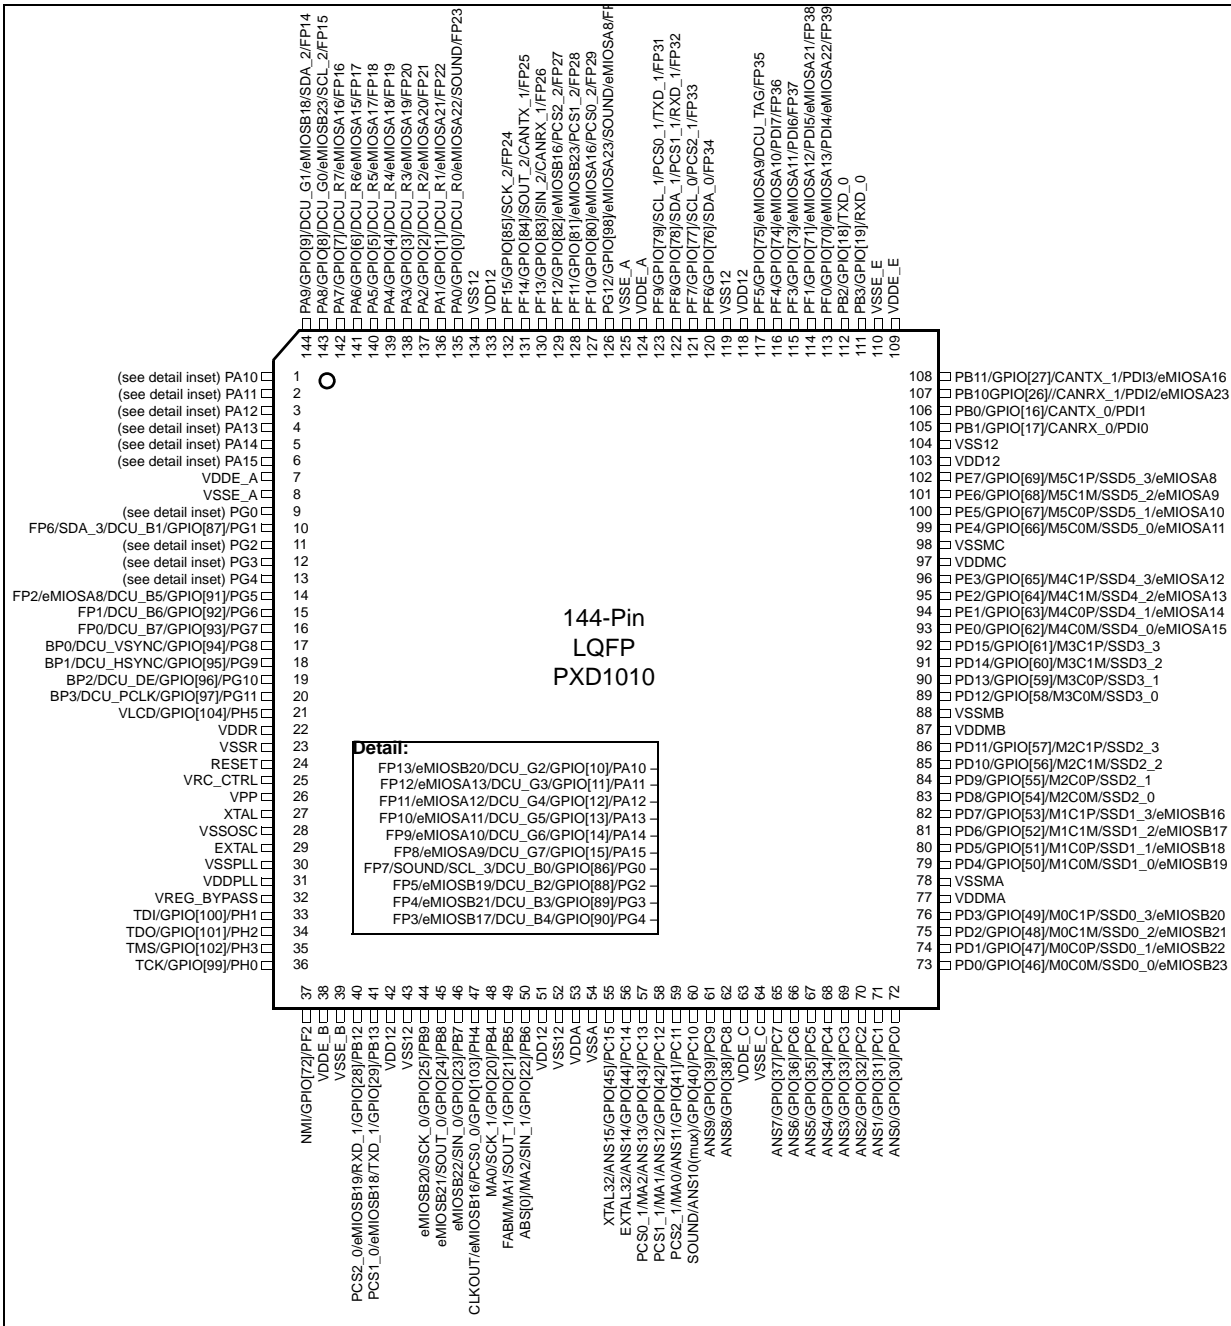 PA9/GPIO[9]/DCU_G1/eMIOSB18/SDA_2/FP14
PA8/GPIO[8]/DCU_G0/eMIOSB23/SCL_2/FP15
PA7/GPIO[7]/DCU_R7/eMIOSA16/FP16
PA6/GPIO[6]/DCU_R6/eMIOSA15/FP17
PA5/GPIO[5]/DCU_R5/eMIOSA17/FP18
PA4/GPIO[4]/DCU_R4/eMIOSA18/FP19
PA3/GPIO[3]/DCU_R3/eMIOSA19/FP20
PA2/GPIO[2]/DCU_R2/eMIOSA20/FP21
PA1/GPIO[1]/DCU_R1/eMIOSA21/FP22
PA0/GPIO[0]/DCU_R0/eMIOSA22/SOUND/FP23
VSS12
VDD12
PF15/GPIO[85]/SCK_2/FP24
PF14/GPIO[84]/SOUT_2/CANTX_1/FP25
PF13/GPIO[83]/SIN_2/CANRX_1/FP26
PF12/GPIO[82]/eMIOSB16/PCS2_2/FP27
PF11/GPIO[81]/eMIOSB23/PCS1_2/FP28
PF10/GPIO[80]/eMIOSA16/PCS0_2/FP29
PG12/GPIO[98]/eMIOSA23/SOUND/eMIOSA8/
VSSE_A
VDDE_A
PF9/GPIO[79]/SCL_1/PCS0_1/TXD_1/FP31
PF8/GPIO[78]/SDA_1/PCS1_1/RXD_1/FP32
PF7/GPIO[77]/SCL_0/PCS2_1/FP33
PF6/GPIO[76]/SDA_0/FP34
VSS12
VDD12
PF5/GPIO[75]/eMIOSA9/DCU_TAG/FP35
PF4/GPIO[74]/eMIOSA10/PDI7/FP36
PF3/GPIO[73]/eMIOSA11/PDI6/FP37
PF1/GPIO[71]/eMIOSA12/PDI5/eMIOSA21/FP38
PF0/GPIO[70]/eMIOSA13/PDI4/eMIOSA22/FP39
PB2/GPIO[18]/TXD_0
PB3/GPIO[19]/RXD_0
VSSE_E
VDDE_E
144 143 142 141 140 139 138 137 136 135 134 133 132 131 130 129 128 127 126 125 124 123 122 121 120 119 118 117 116 115 114 113 112 111 110 109
(see detail inset) PA10 1
(see detail inset) PA11 2
(see detail inset) PA12 3
(see detail inset) PA13 4
(see detail inset) PA14 5
(see detail inset) PA15 6
VDDE_A 7
VSSE_A 8
(see detail inset) PG0 9
FP6/SDA_3/DCU_B1/GPIO[87]/PG1 10
(see detail inset) PG2 11
(see detail inset) PG3 12
(see detail inset) PG4 13
FP2/eMIOSA8/DCU_B5/GPIO[91]/PG5 14
FP1/DCU_B6/GPIO[92]/PG6 15
FP0/DCU_B7/GPIO[93]/PG7 16
BP0/DCU_VSYNC/GPIO[94]/PG8 17
BP1/DCU_HSYNC/GPIO[95]/PG9 18
BP2/DCU_DE/GPIO[96]/PG10 19
BP3/DCU_PCLK/GPIO[97]/PG11 20
VLCD/GPIO[104]/PH5 21
VDDR 22
VSSR 23
RESET 24
VRC_CTRL 25
VPP 26
XTAL 27
VSSOSC 28
EXTAL 29
VSSPLL 30
VDDPLL 31
VREG_BYPASS 32
TDI/GPIO[100]/PH1 33
TDO/GPIO[101]/PH2 34
TMS/GPIO[102]/PH3 35
TCK/GPIO[99]/PH0 36
144-Pin
LQFP
PXD1010
Detail:
FP13/eMIOSB20/DCU_G2/GPIO[10]/PA10
FP12/eMIOSA13/DCU_G3/GPIO[11]/PA11
FP11/eMIOSA12/DCU_G4/GPIO[12]/PA12
FP10/eMIOSA11/DCU_G5/GPIO[13]/PA13
FP9/eMIOSA10/DCU_G6/GPIO[14]/PA14
FP8/eMIOSA9/DCU_G7/GPIO[15]/PA15
FP7/SOUND/SCL_3/DCU_B0/GPIO[86]/PG0
FP5/eMIOSB19/DCU_B2/GPIO[88]/PG2
FP4/eMIOSB21/DCU_B3/GPIO[89]/PG3
FP3/eMIOSB17/DCU_B4/GPIO[90]/PG4
108 PB11/GPIO[27]/CANTX_1/PDI3/eMIOSA16
107 PB10GPIO[26]//CANRX_1/PDI2/eMIOSA23
106 PB0/GPIO[16]/CANTX_0/PDI1
105 PB1/GPIO[17]/CANRX_0/PDI0
104 VSS12
103 VDD12
102 PE7/GPIO[69]/M5C1P/SSD5_3/eMIOSA8
101 PE6/GPIO[68]/M5C1M/SSD5_2/eMIOSA9
100 PE5/GPIO[67]/M5C0P/SSD5_1/eMIOSA10
99 PE4/GPIO[66]/M5C0M/SSD5_0/eMIOSA11
98 VSSMC
97 VDDMC
96 PE3/GPIO[65]/M4C1P/SSD4_3/eMIOSA12
95 PE2/GPIO[64]/M4C1M/SSD4_2/eMIOSA13
94 PE1/GPIO[63]/M4C0P/SSD4_1/eMIOSA14
93 PE0/GPIO[62]/M4C0M/SSD4_0/eMIOSA15
92 PD15/GPIO[61]/M3C1P/SSD3_3
91 PD14/GPIO[60]/M3C1M/SSD3_2
90 PD13/GPIO[59]/M3C0P/SSD3_1
89 PD12/GPIO[58/M3C0M/SSD3_0
88 VSSMB
87 VDDMB
86 PD11/GPIO[57]/M2C1P/SSD2_3
85 PD10/GPIO[56]/M2C1M/SSD2_2
84 PD9/GPIO[55]/M2C0P/SSD2_1
83 PD8/GPIO[54]/M2C0M/SSD2_0
82 PD7/GPIO[53]/M1C1P/SSD1_3/eMIOSB16
81 PD6/GPIO[52]/M1C1M/SSD1_2/eMIOSB17
80 PD5/GPIO[51]/M1C0P/SSD1_1/eMIOSB18
79 PD4/GPIO[50]/M1C0M/SSD1_0/eMIOSB19
78 VSSMA
77 VDDMA
76 PD3/GPIO[49]/M0C1P/SSD0_3/eMIOSB20
75 PD2/GPIO[48]/M0C1M/SSD0_2/eMIOSB21
74 PD1/GPIO[47]/M0C0P/SSD0_1/eMIOSB22
73 PD0/GPIO[46]/M0C0M/SSD0_0/eMIOSB23
37 38 39 40 41 42 43 44 45 46 47 48 49 50 51 52 53 54 55 56 57 58 59 60 61 62 63 64 65 66 67 68 69 70 71 72
NMI/GPIO[72]/PF2
VDDE_B
VSSE_B
PCS2_0/eMIOSB19/RXD_1/GPIO[28]/PB12
PCS1_0/eMIOSB18/TXD_1/GPIO[29]/PB13
VDD12
VSS12
eMIOSB20/SCK_0/GPIO[25]/PB9
eMIOSB21/SOUT_0/GPIO[24]/PB8
eMIOSB22/SIN_0/GPIO[23]/PB7
CLKOUT/eMIOSB16/PCS0_0/GPIO[103]/PH4
MA0/SCK_1/GPIO[20]/PB4
FABM/MA1/SOUT_1/GPIO[21]/PB5
ABS[0]/MA2/SIN_1/GPIO[22]/PB6
VDD12
VSS12
VDDA
VSSA
XTAL32/ANS15/GPIO[45]/PC15
EXTAL32/ANS14/GPIO[44]/PC14
PCS0_1/MA2/ANS13/GPIO[43]/PC13
PCS1_1/MA1/ANS12/GPIO[42]/PC12
PCS2_1/MA0/ANS11/GPIO[41]/PC11
SOUND/ANS10(mux)/GPIO[40]/PC10
ANS9/GPIO[39]/PC9
ANS8/GPIO[38]/PC8
VDDE_C
VSSE_C
ANS7/GPIO[37]/PC7
ANS6/GPIO[36]/PC6
ANS5/GPIO[35]/PC5
ANS4/GPIO[34]/PC4
ANS3/GPIO[33]/PC3
ANS2/GPIO[32]/PC2
ANS1/GPIO[31]/PC1
ANS0/GPIO[30]/PC0